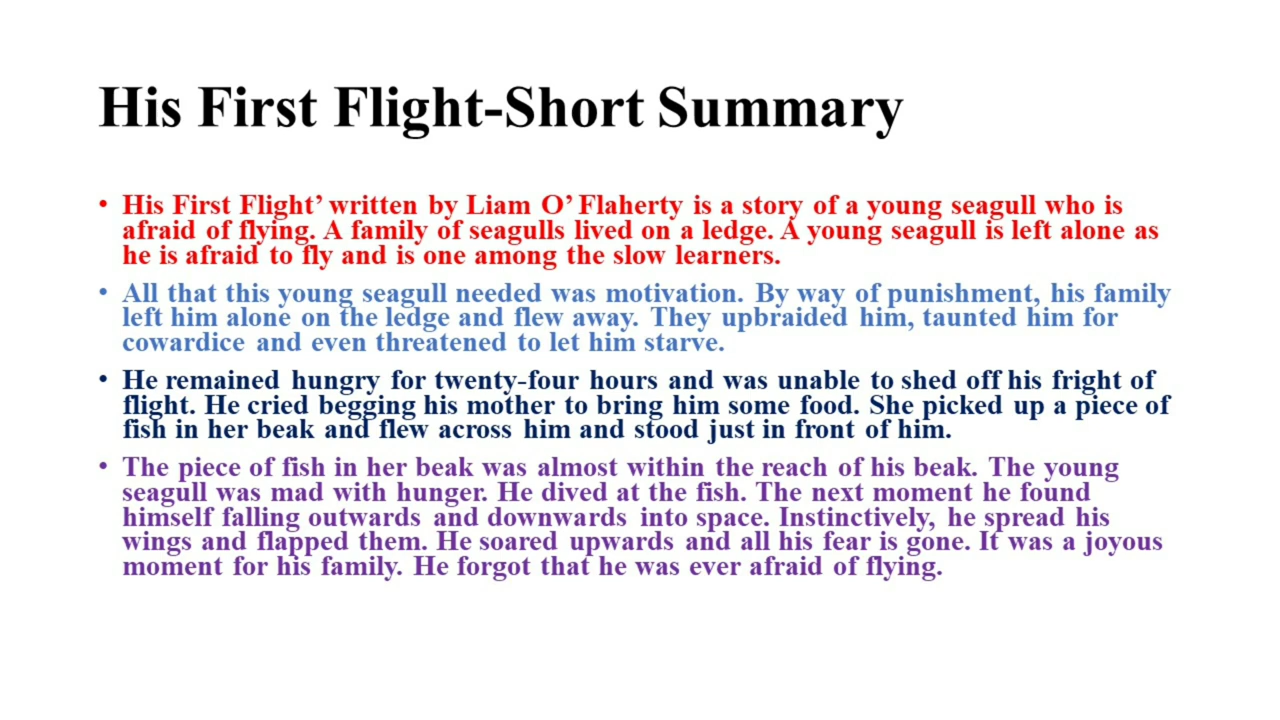 His First Flight-Short Summary
• His First Flight’ written by Liam O’ Flaherty is a story of a young seagull who is
afraid of flying. A family of seagulls lived on a ledge. A young seagull is left alone as
he is afraid to fly and is one among the slow learners.
• All that this young seagull needed was motivation. By way of punishment, his family
left him alone on the ledge and flew away. They upbraided him, taunted him for
cowardice and even threatened to let him starve.
• He remained hungry for twenty-four hours and was unable to shed off his fright of
flight. He cried begging his mother to bring him some food. She picked up a piece of
fish in her beak and flew across him and stood just in front of him.
• The piece of fish in her beak was almost within the reach of his beak. The young
seagull was mad with hunger. He dived at the fish. The next moment he found
himself falling outwards and downwards into space. Instinctively, he spread his
wings and flapped them. He soared upwards and all his fear is gone. It was a joyous
moment for his family. He forgot that he was ever afraid of flying.